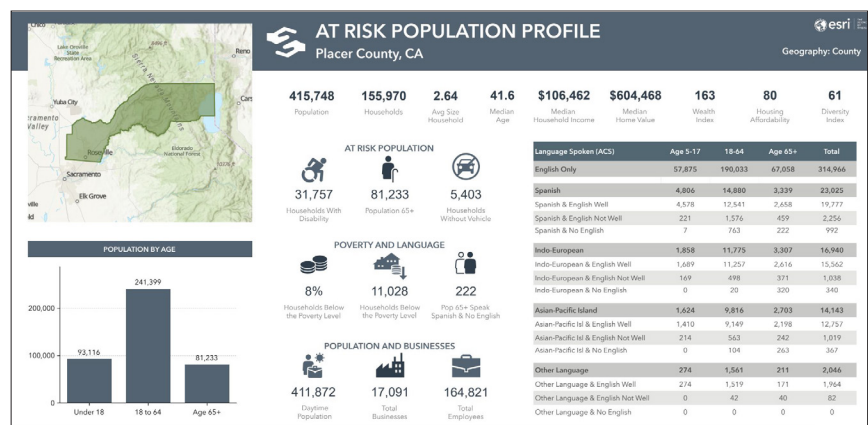 AT RISK POPULATION PROFILE
Placer County, CA
esri
Geography: County
Chico
Lake Oroville
State
Recreation Area
Reno
Yuba City
Sierra Nevada
Cars
ramento
Valley
Roseville
Eldorado
National Forest
Sacramento
Elk Grove
ville
ld
415,748
Population
155,970
Households
2.64
Avg Size
Household
41.6
Median
Age
$106,462
Median
Household Income
$604,468
Median
Home Value
163
Wealth
Index
80
Housing
Affordability
61
Diversity
Index
AT RISK POPULATION
31,757
Households With
Disability
81,233
Population 65+
5,403
Households
Without Vehicle
POVERTY AND LANGUAGE
8%
Households Below
the Poverty Level
11,028
Households Below
the Poverty Level
222
Pop 65+ Speak
Spanish & No English
POPULATION AND BUSINESSES
411,872
Daytime
Population
17,091
Total
Businesses
164,821
Total
Employees
POPULATION BY AGE
241,399
200,000
93,116
81,233
100,000
0
Under 18 18 to 64 Age 65+
Language Spoken (ACS) Age 5-17 18-64 Age 65+ Total
English Only 57,875 190,033 67,058 314,966
Spanish 4,806 14,880 3,339 23,025
Spanish & English Well 4,578 12,541 2,658 19,777
Spanish & English Not Well 221 1,576 459 2,256
Spanish & No English 7 763 222 992
Indo-European 1,858 11,775 3,307 16,940
Indo-European & English Well 1,689 11,257 2,616 15,562
Indo-European & English Not Well 169 498 371 1,038
Indo-European & No English 0 20 320 340
Asian-Pacific Island 1,624 9,816 2,703 14,143
Asian-Pacific Isl & English Well 1,410 9,149 2,198 12,757
Asian-Pacific Isl & English Not Well 214 563 242 1,019
Asian-Pacific Isl & No English 0 104 263 367
Other Language 274 1,561 211 2,046
Other Language & English Well 274 1,519 171 1,964
Other Language & English Not Well 0 42 40 82
Other Language & No English 0 0 0 0